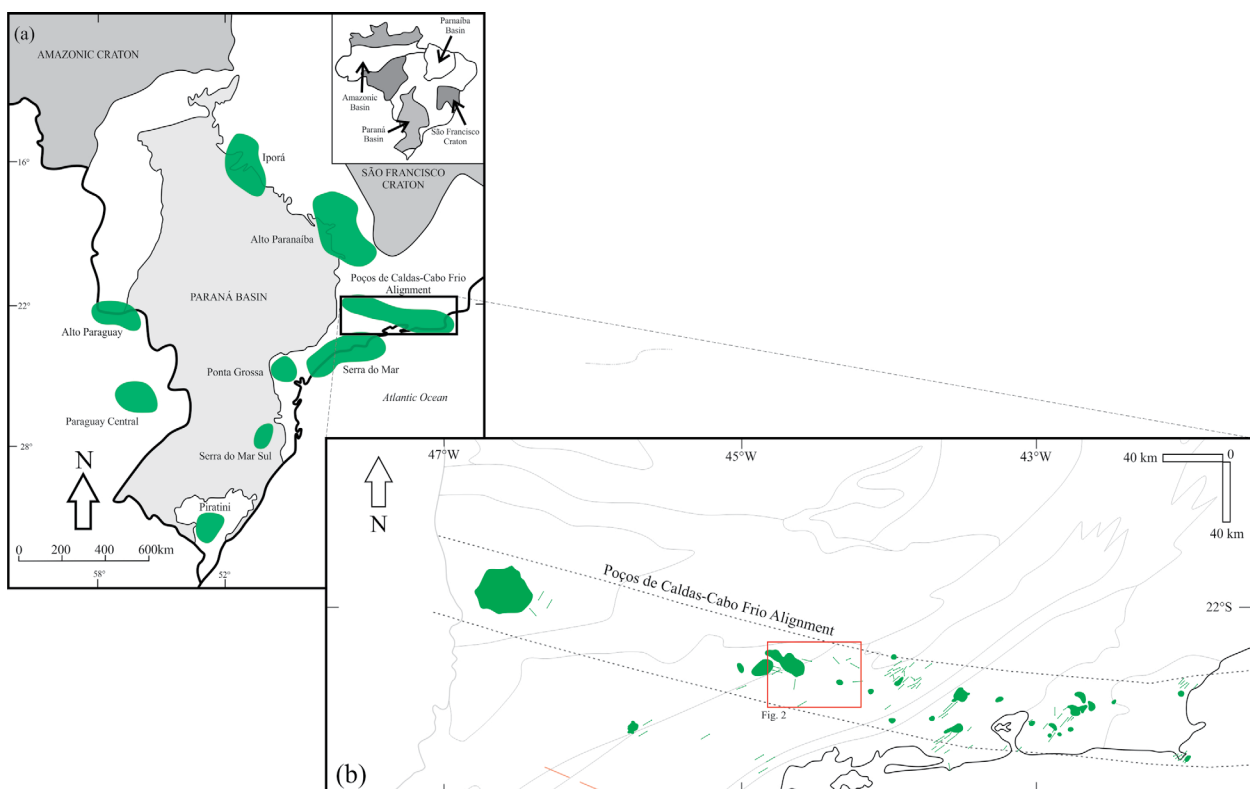 (a)
AMAZONIC CRATON
Parnaíba
Basin
Amazonic
Basin
Paraná
Basin
São Francisco
Craton
16°
Iporá
SÃO FRANCISCO
CRATON
Alto Paranaíba
Poços de Caldas-Cabo Frio
Alignment
PARANÁ BASIN
22°
Alto Paraguay
Ponta Grossa
Serra do Mar
Paraguay Central
Atlantic Ocean
28°
Serra do Mar Sul
N
Piratini
0 200 400 600km
58°
52°
47°W
45°W
43°W
40 km
0
40 km
N
Poços de Caldas-Cabo Frio Alignment
22°S
Fig. 2
(b)